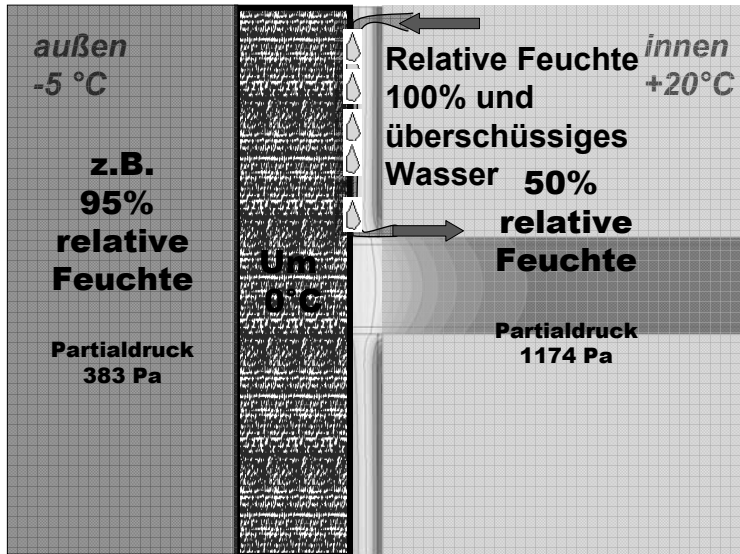 außen
-5 °C
z.B.
95%
relative
Feuchte
Partialdruck
383 Pa
Um
0°C
Relative Feuchte
100% und
überschüssiges
Wasser
innen
+20°C
50%
relative
Feuchte
Partialdruck
1174 Pa